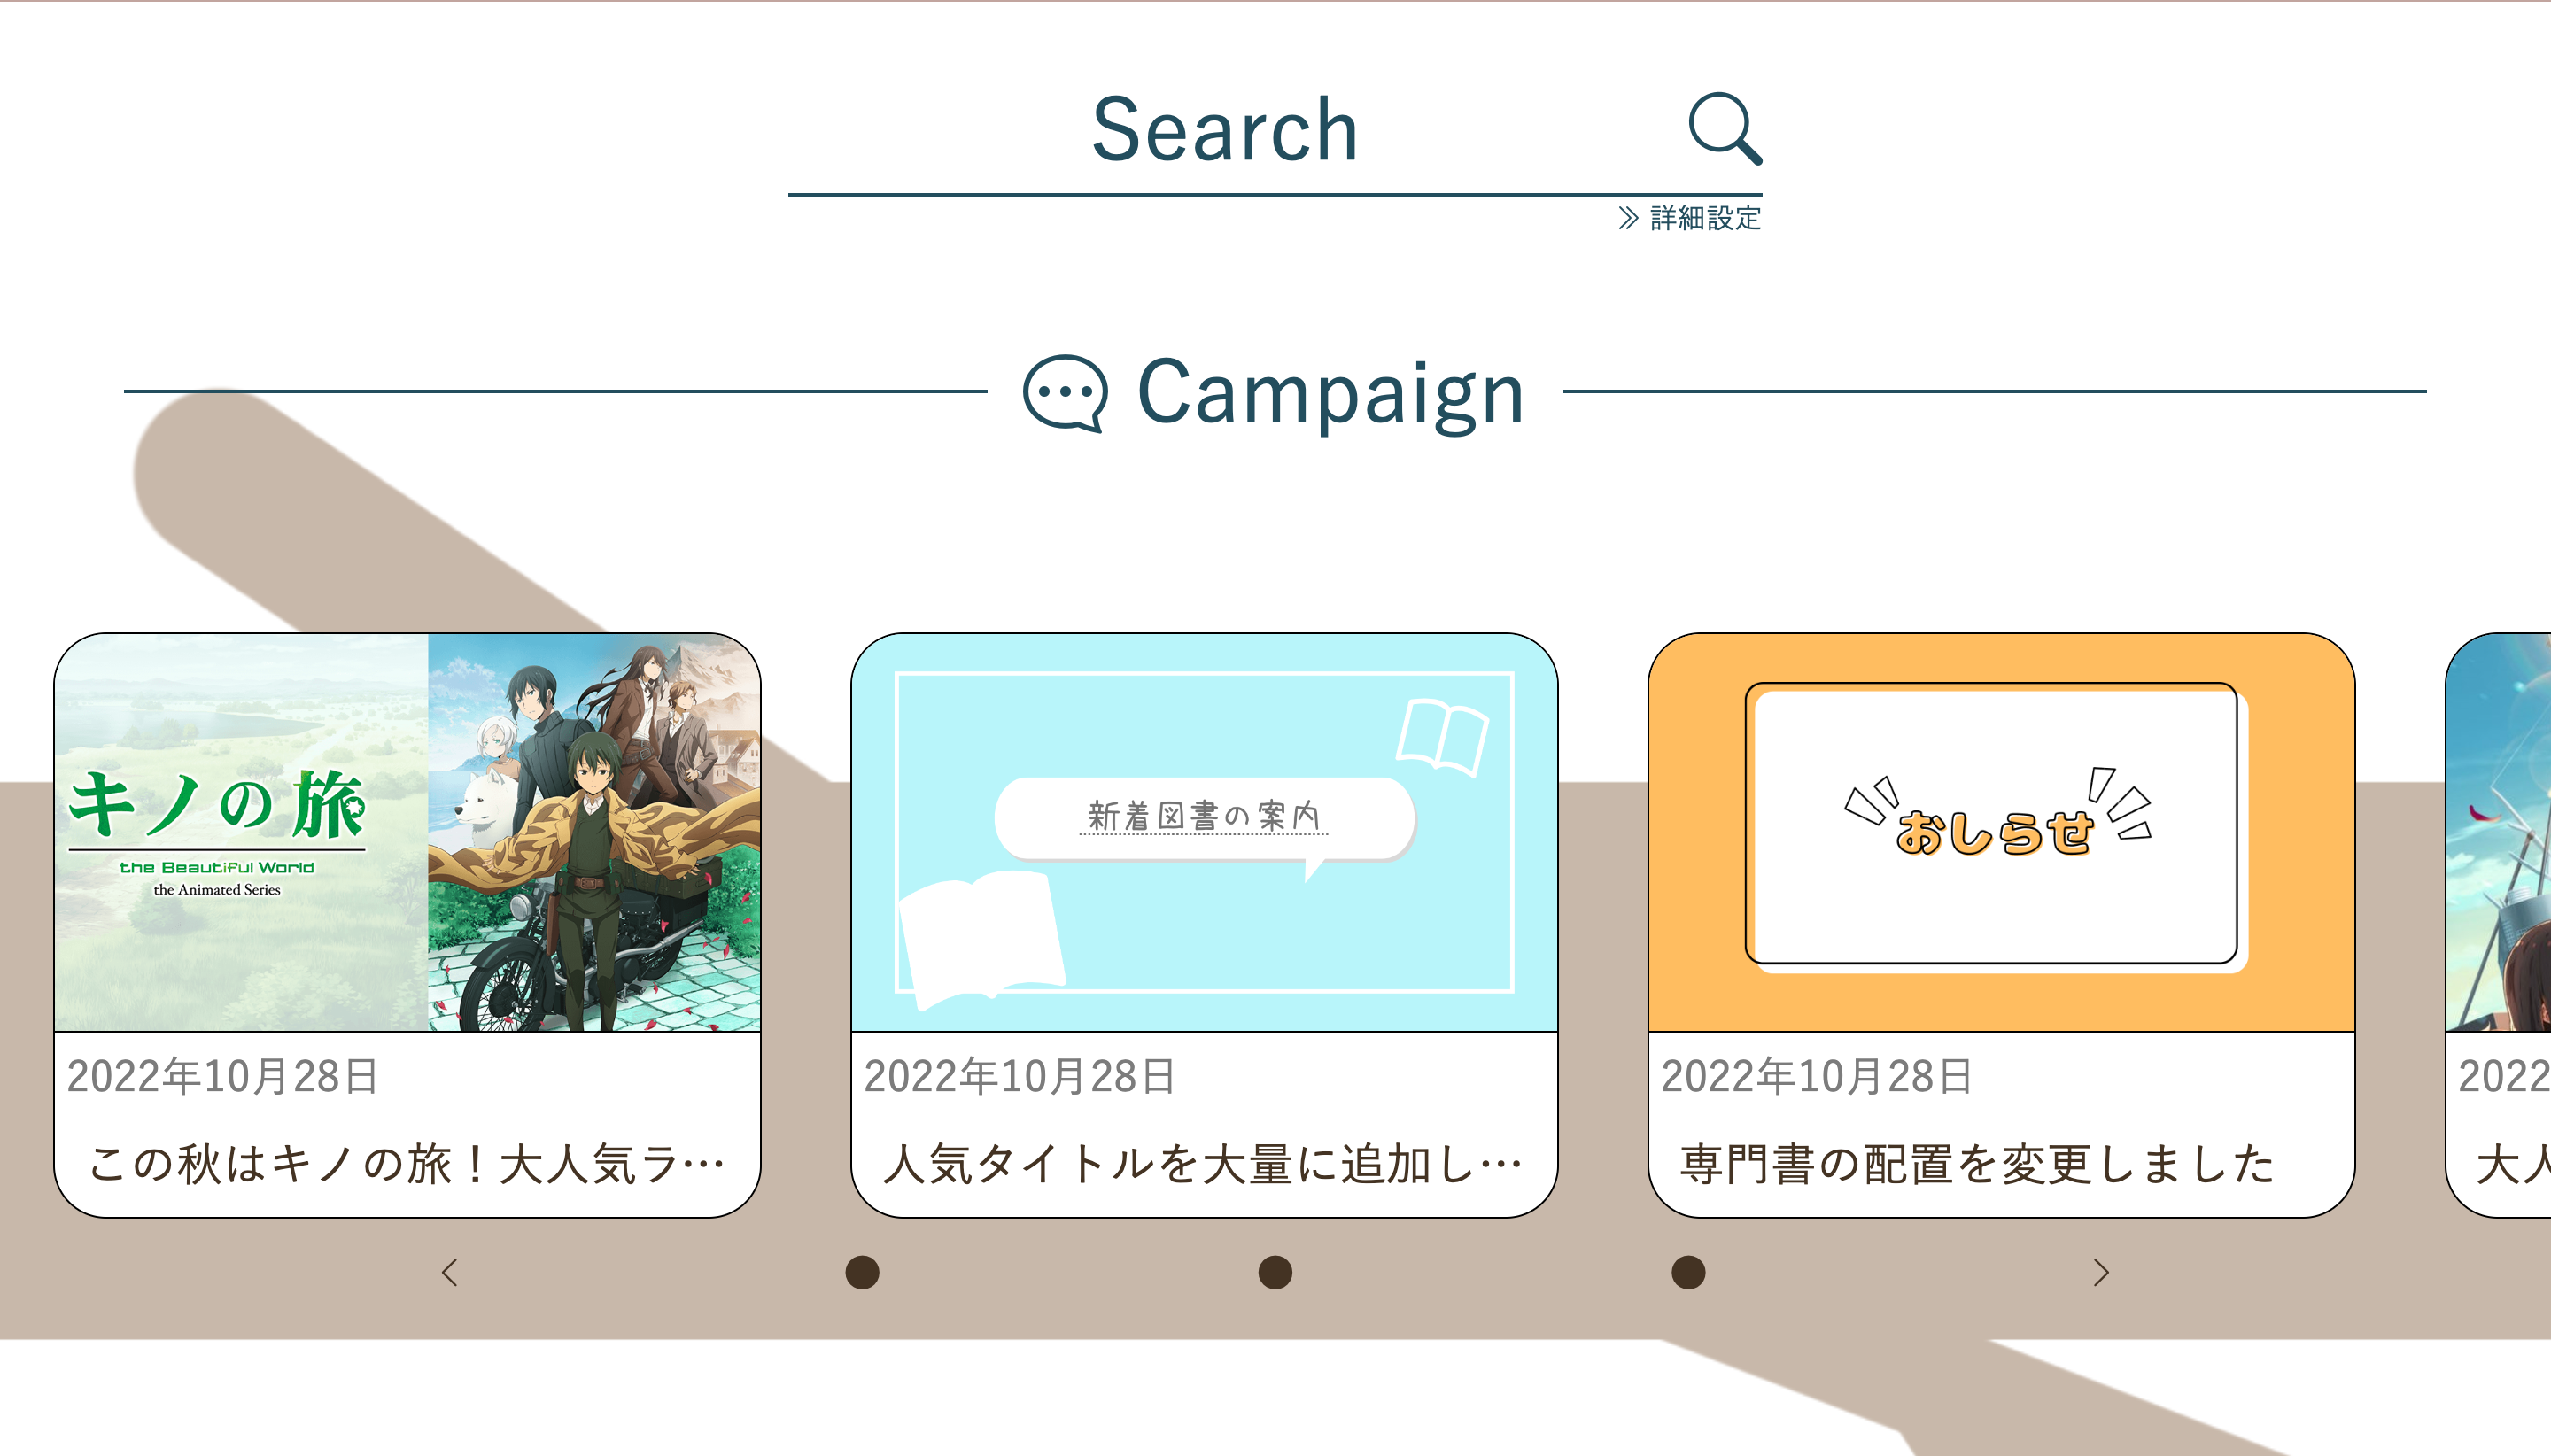 Search
詳細設定
Campaign
キノの旅
the Beautiful World
the Animated Series
2022年10月28日
この秋はキノの旅！大人気ラ…
新着図書の案内
2022年10月28日
人気タイトルを大量に追加し…
おしらせ
2022年10月28日
専門書の配置を変更しました
2022
大人